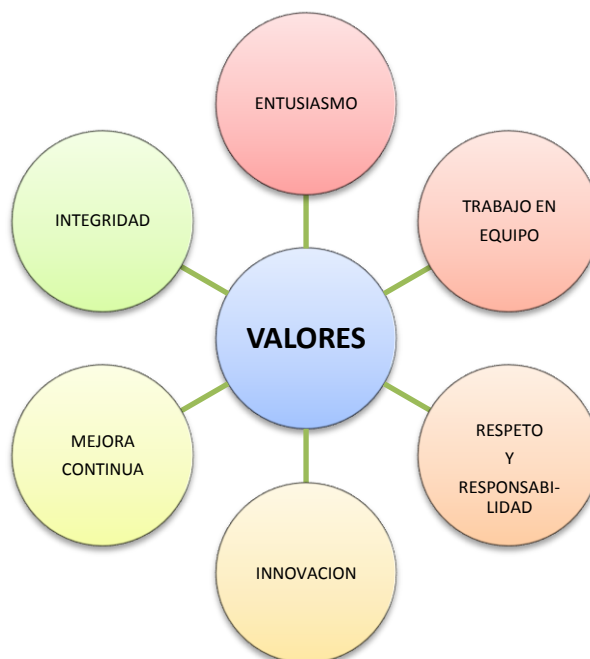 ENTUSIASMO
INTEGRIDAD
TRABAJO EN
EQUIPO
VALORES
MEJORA
CONTINUA
RESPETO
Y
RESPONSABI-
LIDAD
INNOVACION